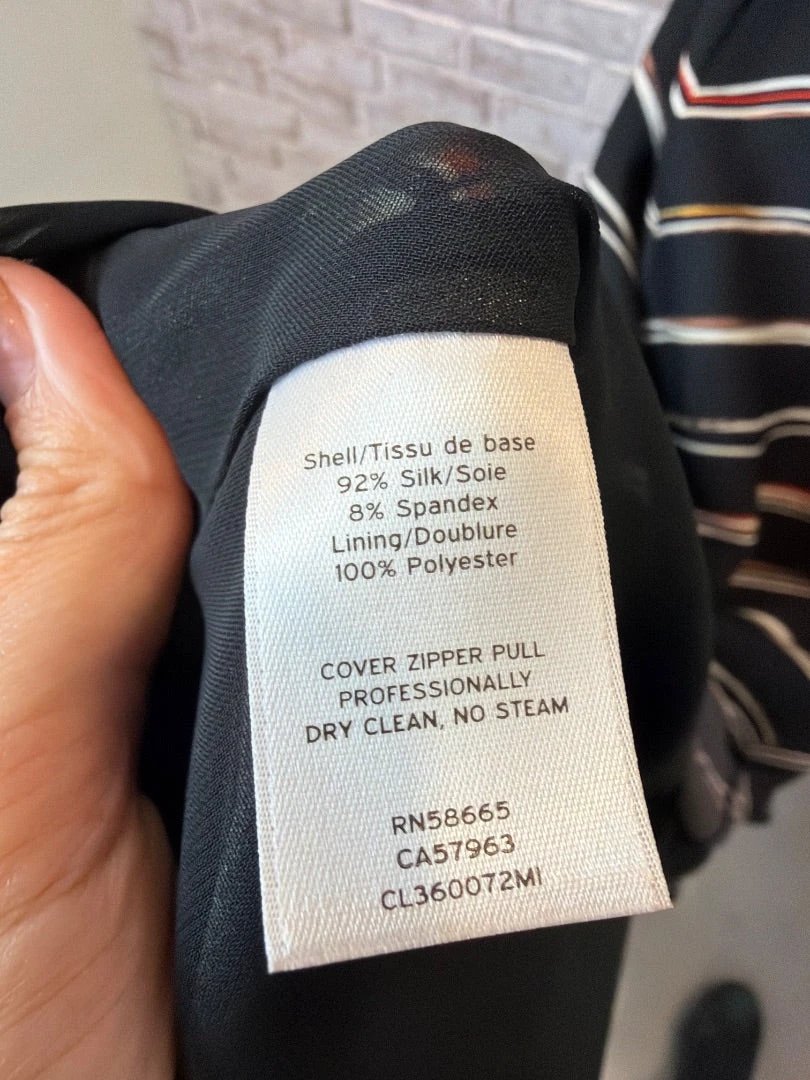 Shell/Tissu de base
92% Silk/Soie
8% Spandex
Lining/Doublure
100% Polyester
COVER ZIPPER PULL
PROFESSIONALLY
DRY CLEAN, NO STEAM
RN58665
CA57963
CL360072MI